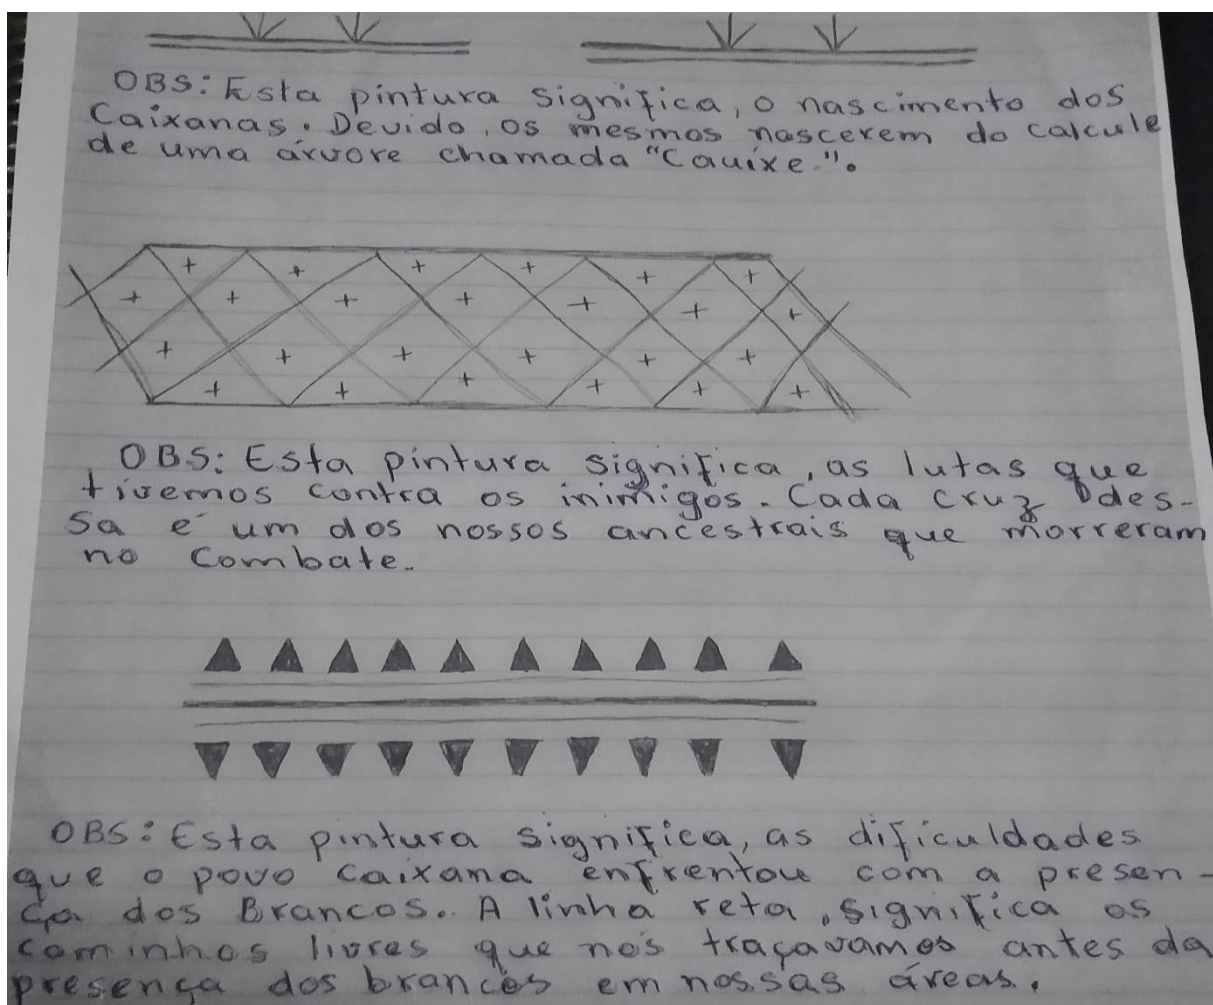 OBS: Esta pintura significa, o nascimento dos
Caixanas. Devido, os mesmos nascerem do calcule
de uma árvore chamada "Cauíxe.".
OBS: Esta pintura significa, as lutas que
tivemos contra os inimigos. Cada cruz des-
sa é um dos nossos ancestrais que morreram
no combate.
OBS: Esta pintura significa, as dificuldades
que o povo caixana enfrentou com a presen-
ça dos Brancos.. A linha reta, significa os
caminhos livres que nós traçavamos antes da
presença dos brancos em nossas áreas.